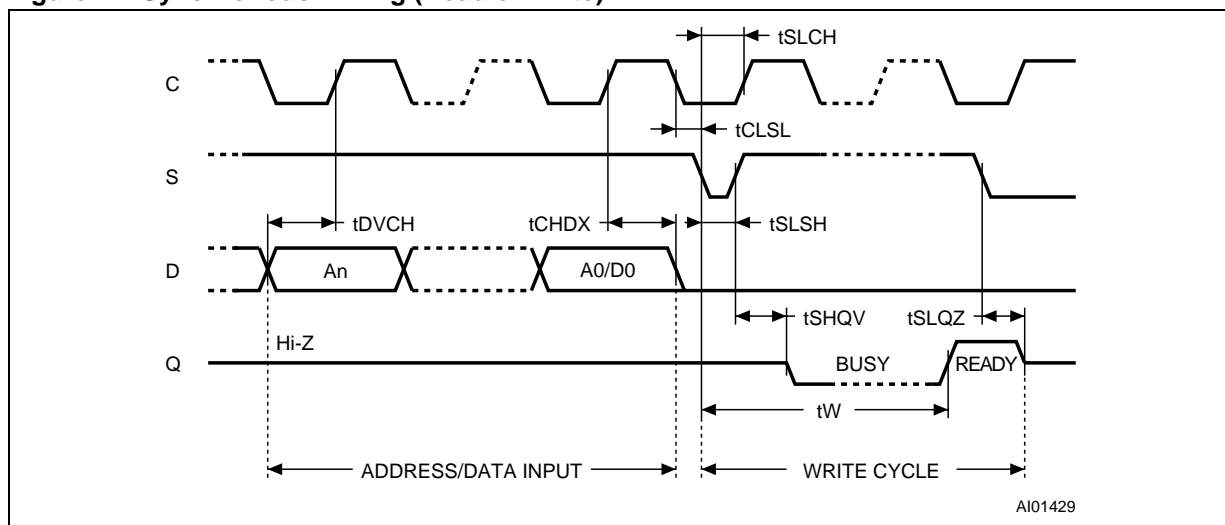 tSLCH
C
tCLSL
S
tDVCH
tCHDX
tSLSH
D
An
A0/D0
tSHQV
tSLQZ
Hi-Z
Q
BUSY
READY
tW
ADDRESS/DATA INPUT
WRITE CYCLE
AI01429